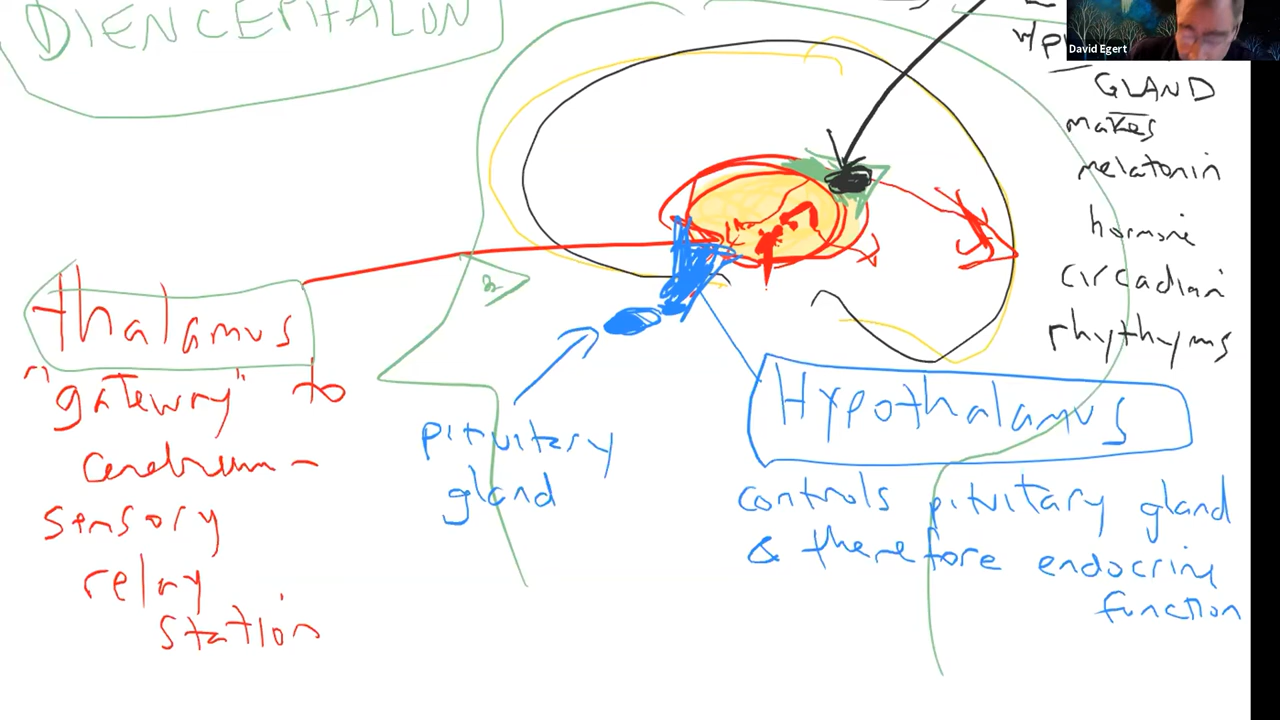 DIENCEPHALON
David Egert
w/p
GLAND
makes
melatonin
hormone
circadian
rhythyms
thalamus
"gateway" to
cerebrum -
sensory
relay
station
pituitary
gland
Hypothalamus
controls pituitary gland
& therefore endocrine
function